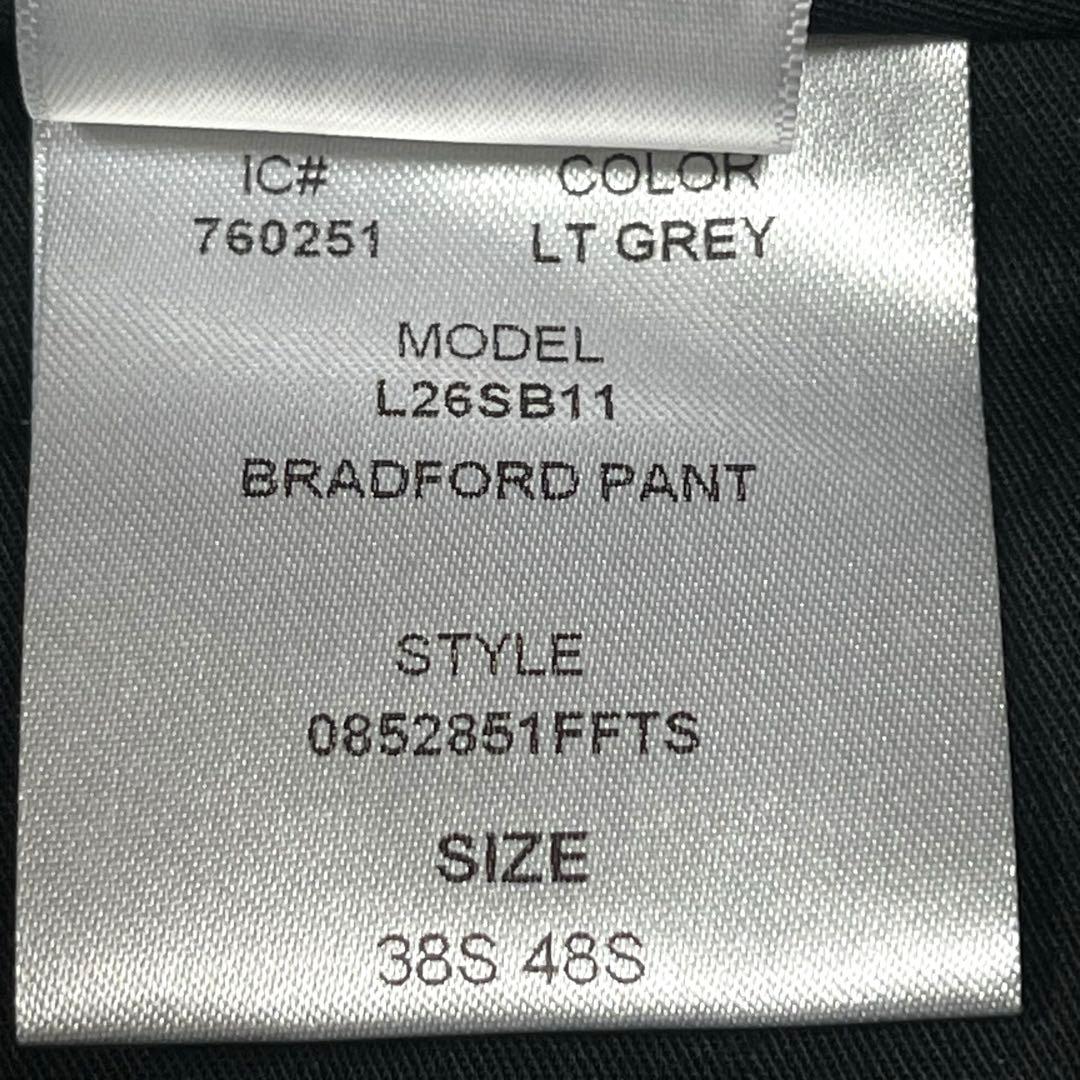 IC# COLOR
760251 LT GREY
MODEL
L26SB11
BRADFORD PANT
STYLE
0852851FFTS
SIZE
38S 48S